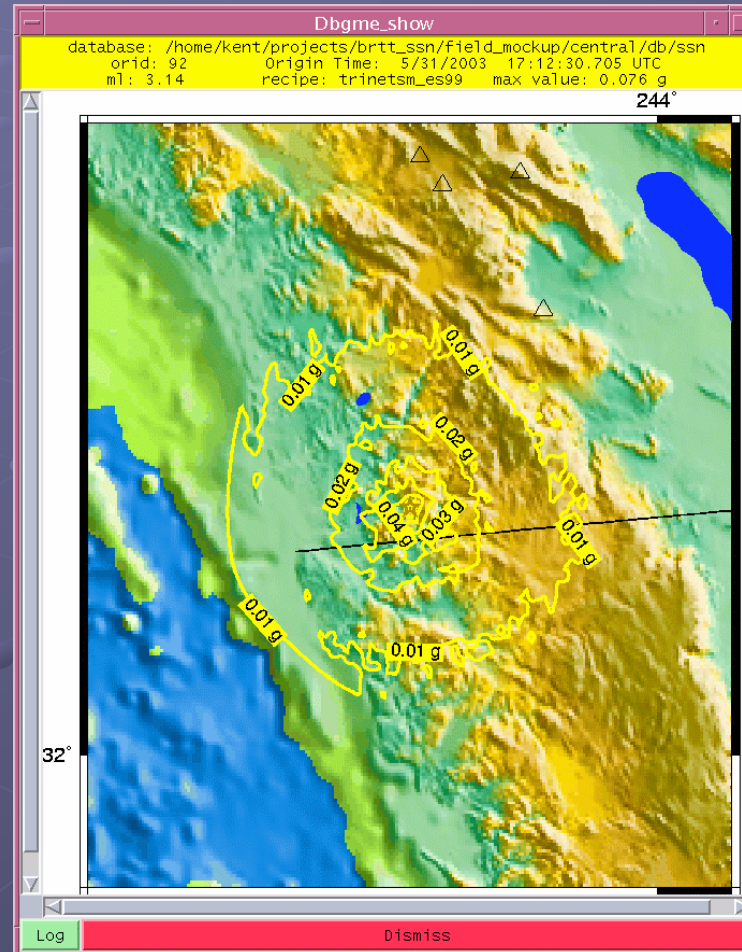 Dbgme_show
database: /home/kent/projects/brtt_ssn/field_mockup/central/db/ssn
orid: 92 Origin Time: 5/31/2003 17:12:30.705 UTC
ml: 3.14 recipe: trinetsm_es99 max value: 0.076 g
244°
0.01 g
0.01 g
0.02 g
0.02 g
0.04 g
0.03 g
0.01 g
0.01 g
0.01 g
32°
Log
Dismiss